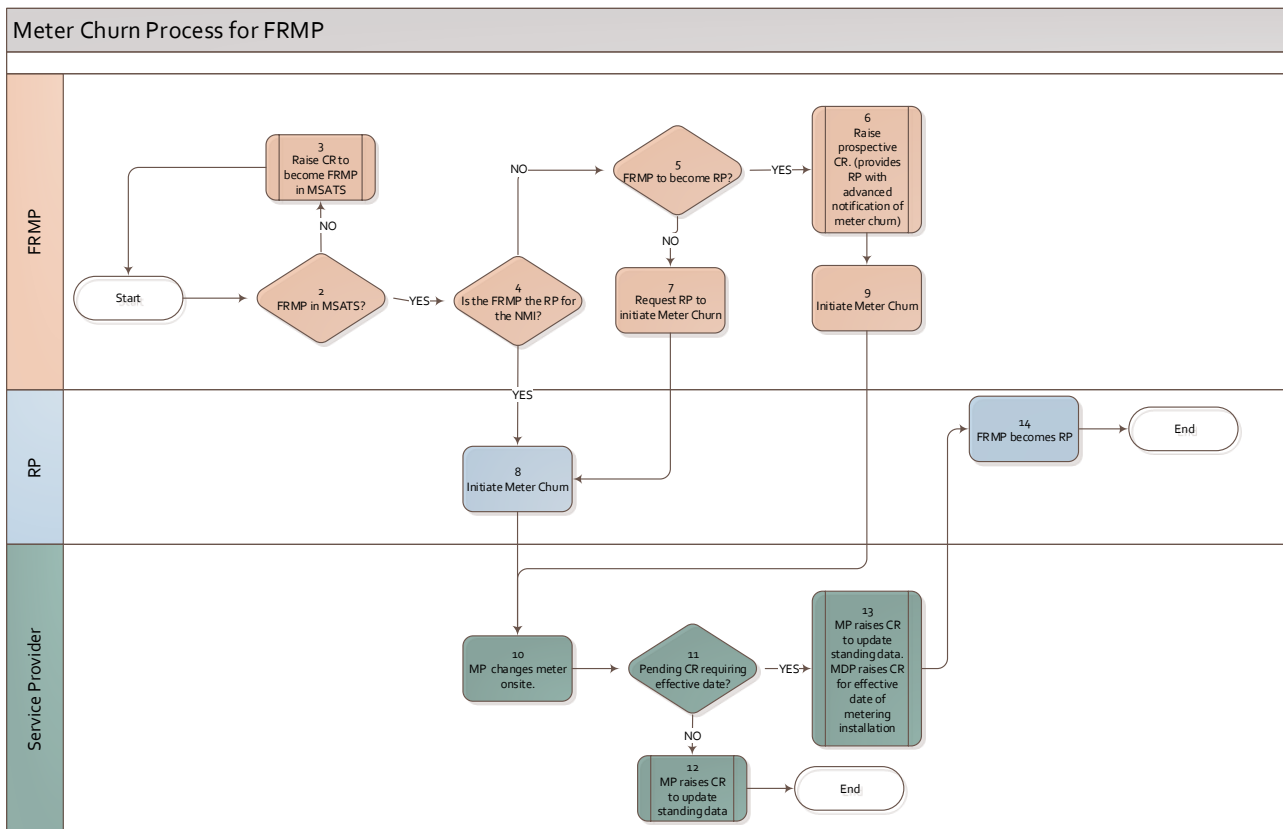 Meter Churn Process for FRMP
FRMP
3
Raise CR to
become FRMP
in MSATS
NO
Start
2
FRMP in MSATS?
YES
4
Is the FRMP the RP for
the NMI?
NO
5
FRMP to become RP?
YES
6
Raise
prospective
CR. (provides
RP with
advanced
notification of
meter churn)
NO
7
Request RP to
initiate Meter Churn
9
Initiate Meter Churn
YES
RP
8
Initiate Meter Churn
14
FRMP becomes RP
End
Service Provider
10
MP changes meter
onsite.
11
Pending CR requiring
effective date?
YES
13
MP raises CR
to update
standing data.
MDP raises CR
for effective
date of
metering
installation
NO
12
MP raises CR
to update
standing data
End